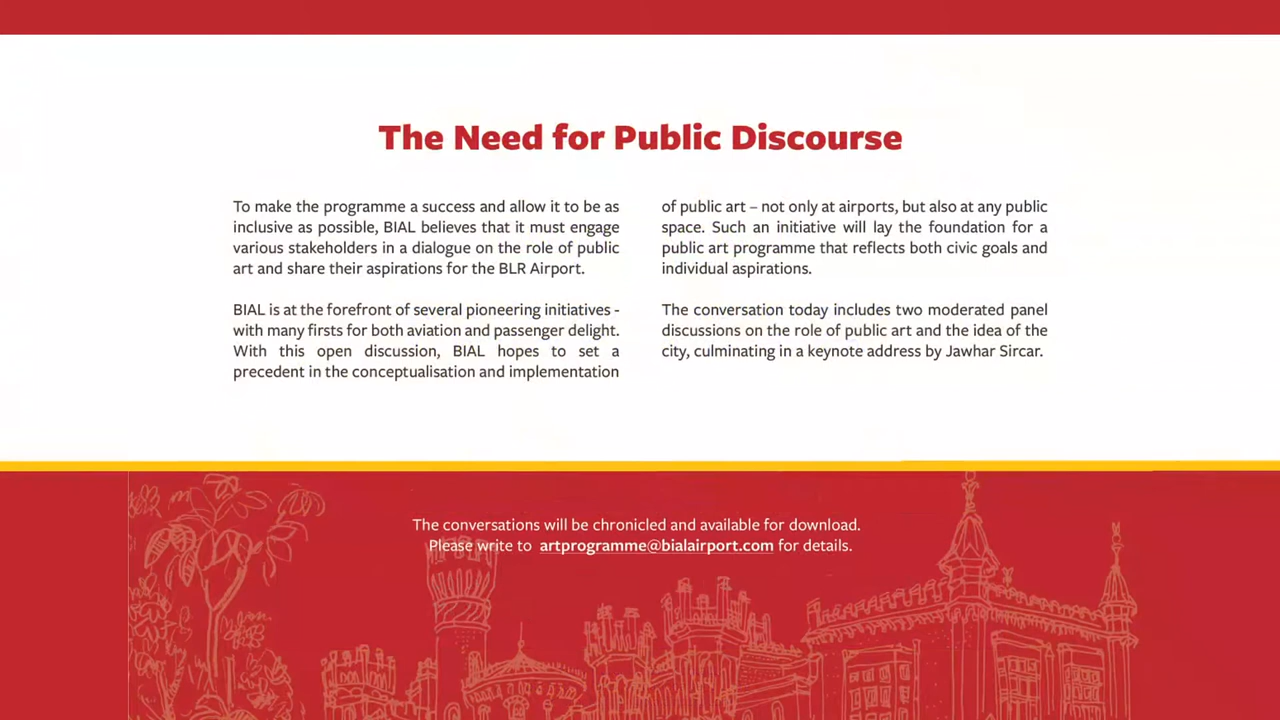 The Need for Public Discourse
To make the programme a success and allow it to be as
inclusive as possible, BIAL believes that it must engage
various stakeholders in a dialogue on the role of public
art and share their aspirations for the BLR Airport.
BIAL is at the forefront of several pioneering initiatives -
with many firsts for both aviation and passenger delight.
With this open discussion, BIAL hopes to set a
precedent in the conceptualisation and implementation
of public art – not only at airports, but also at any public
space. Such an initiative will lay the foundation for a
public art programme that reflects both civic goals and
individual aspirations.
The conversation today includes two moderated panel
discussions on the role of public art and the idea of the
city, culminating in a keynote address by Jawhar Sircar.
The conversations will be chronicled and available for download.
Please write to artprogramme@bialairport.com for details.